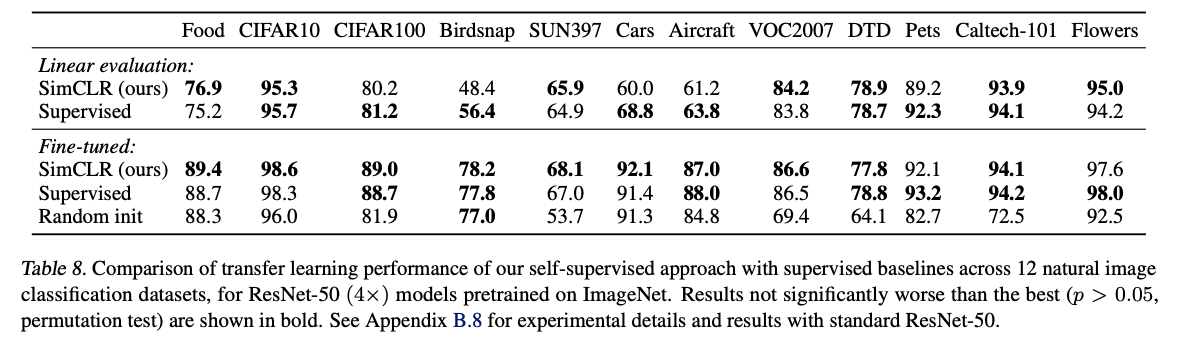 Food CIFAR10 CIFAR100 Birdsnap SUN397 Cars Aircraft VOC2007 DTD Pets Caltech-101 Flowers
Linear evaluation:
SimCLR (ours) 76.9 95.3 80.2 48.4 65.9 60.0 61.2 84.2 78.9 89.2 93.9 95.0
Supervised 75.2 95.7 81.2 56.4 64.9 68.8 63.8 83.8 78.7 92.3 94.1 94.2
Fine-tuned:
SimCLR (ours) 89.4 98.6 89.0 78.2 68.1 92.1 87.0 86.6 77.8 92.1 94.1 97.6
Supervised 88.7 98.3 88.7 77.8 67.0 91.4 88.0 86.5 78.8 93.2 94.2 98.0
Random init 88.3 96.0 81.9 77.0 53.7 91.3 84.8 69.4 64.1 82.7 72.5 92.5
Table 8. Comparison of transfer learning performance of our self-supervised approach with supervised baselines across 12 natural image
classification datasets, for ResNet-50 (4×) models pretrained on ImageNet. Results not significantly worse than the best (p > 0.05,
permutation test) are shown in bold. See Appendix B.8 for experimental details and results with standard ResNet-50.